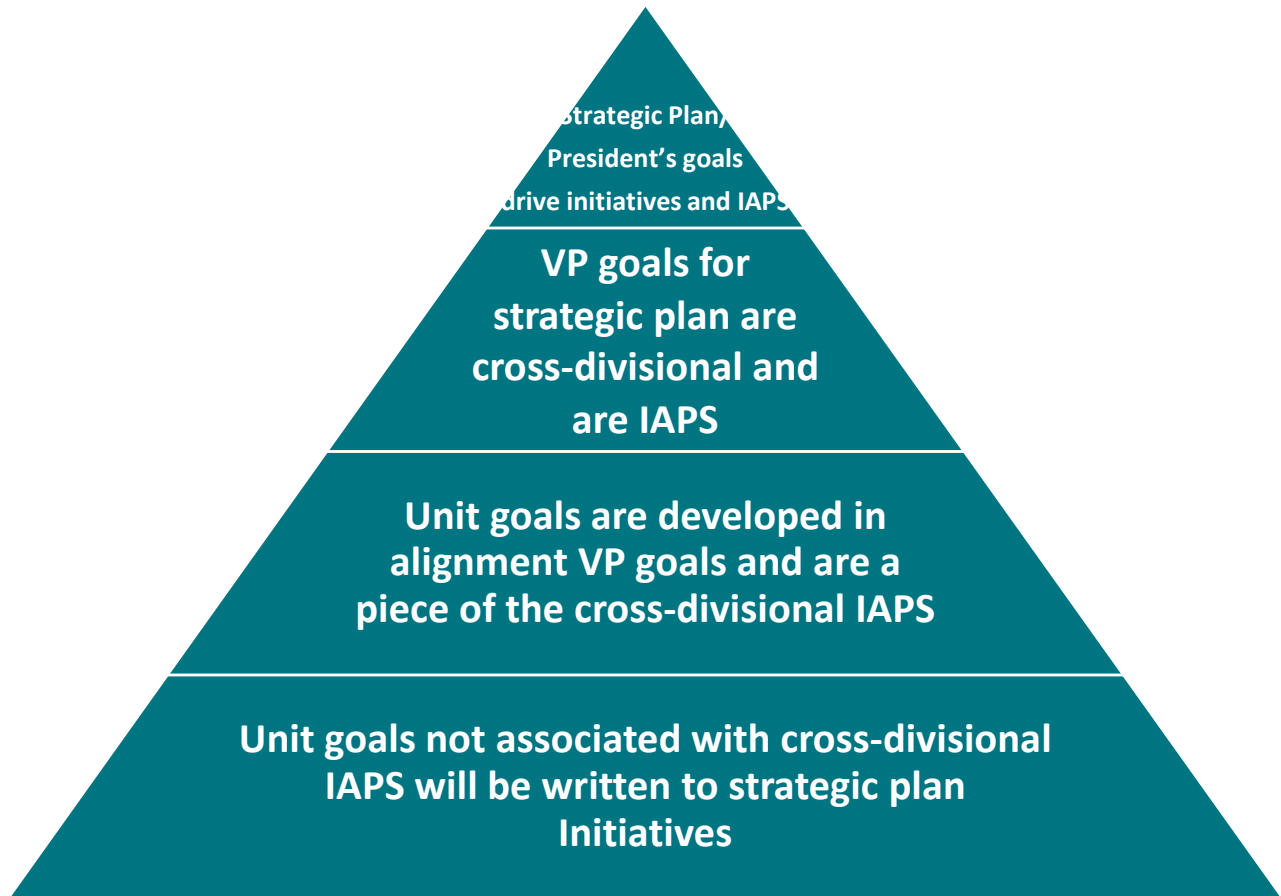 Strategic Plan/
President’s goals
drive initiatives and IAPS
VP goals for
strategic plan are
cross-divisional and
are IAPS
Unit goals are developed in
alignment VP goals and are a
piece of the cross-divisional IAPS
Unit goals not associated with cross-divisional
IAPS will be written to strategic plan
Initiatives